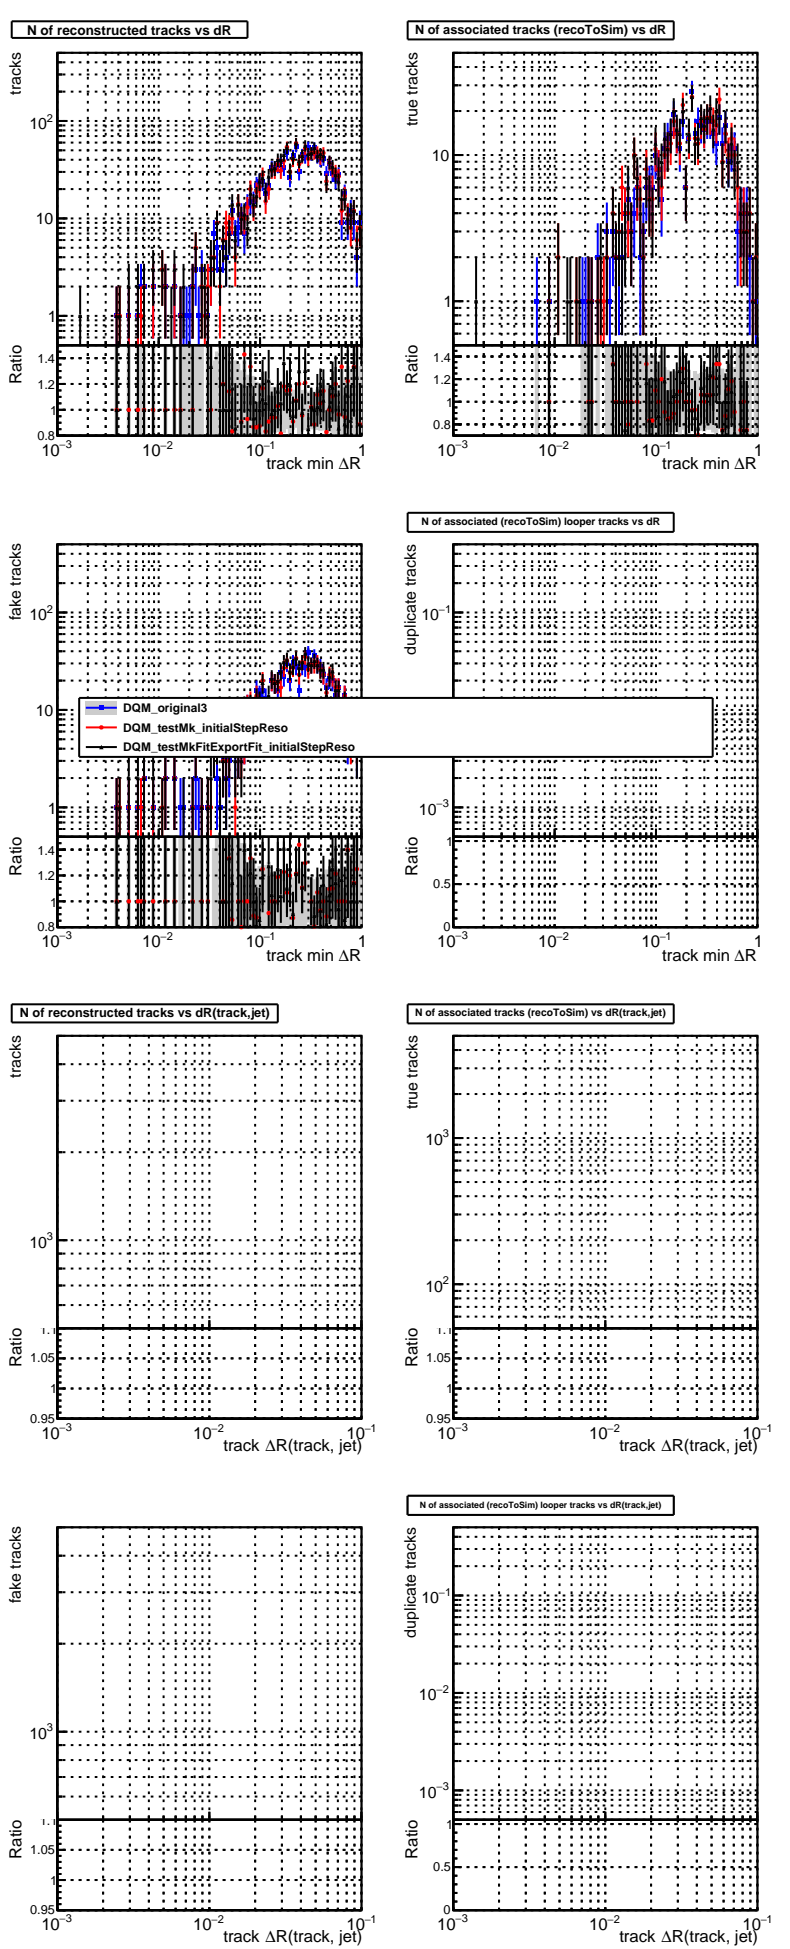 N of reconstructed tracks vs dR
tracks
10²
10
1
Ratio
1.4
1.2
1
0.8
10⁻³
10⁻²
10⁻¹
1
track min ΔR
N of associated tracks (recoToSim) vs dR
true tracks
10
1
Ratio
1.4
1.2
1
0.8
10⁻³
10⁻²
10⁻¹
1
track min ΔR
fake tracks
10²
10
1
Ratio
1.4
1.2
1
0.8
10⁻³
10⁻²
10⁻¹
1
track min ΔR
N of associated (recoToSim) looper tracks vs dR
duplicate tracks
10⁻¹
10⁻³
Ratio
1
0.5
0
10⁻³
10⁻²
10⁻¹
1
track min ΔR
DQM_original3
DQM_testMk_initialStepReso
DQM_testMkFitExportFit_initialStepReso
N of reconstructed tracks vs dR(track,jet)
tracks
10³
Ratio
1.1
1.05
1
0.95
10⁻³
10⁻²
10⁻¹
track ΔR(track, jet)
N of associated tracks (recoToSim) vs dR(track,jet)
true tracks
10³
10²
Ratio
1.1
1.05
1
0.95
10⁻³
10⁻²
10⁻¹
track ΔR(track, jet)
fake tracks
10³
Ratio
1.1
1.05
1
0.95
10⁻³
10⁻²
10⁻¹
track ΔR(track, jet)
N of associated (recoToSim) looper tracks vs dR(track,jet)
duplicate tracks
10⁻¹
10⁻²
10⁻³
Ratio
1
0.5
0
10⁻³
10⁻²
10⁻¹
track ΔR(track, jet)